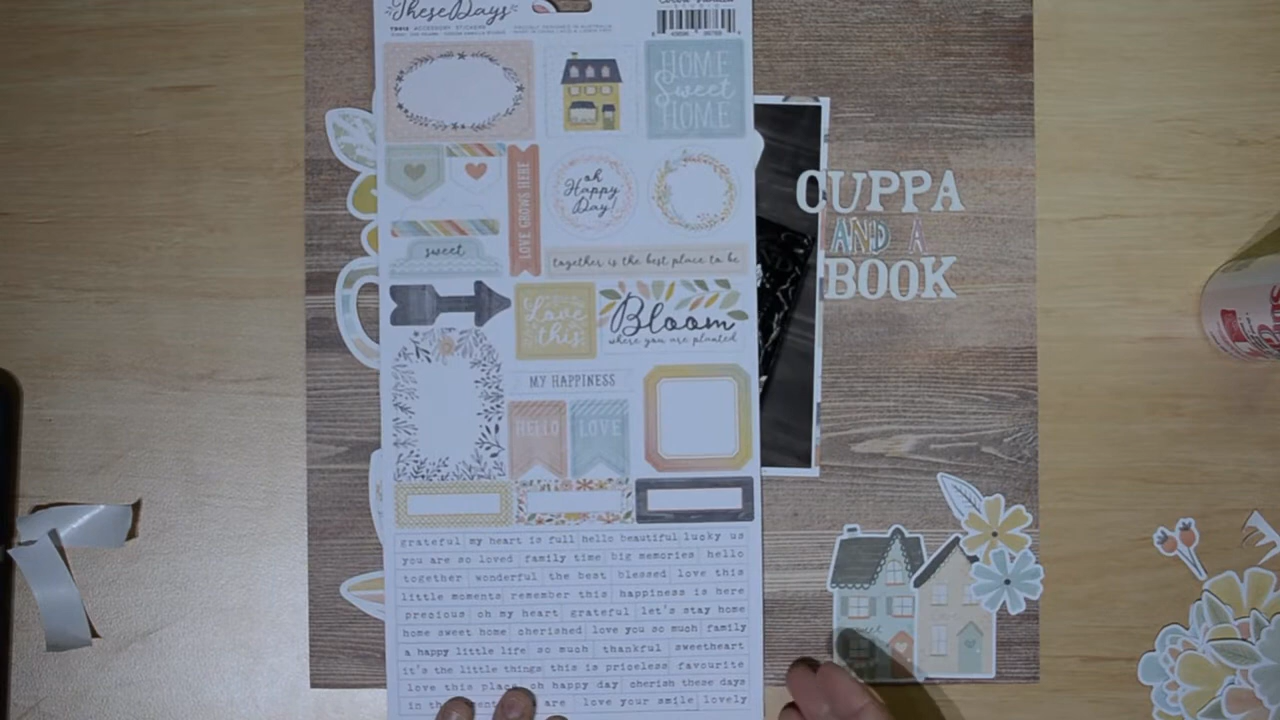 These Days
HOME
Sweet
HOME
LOVE GROWS HERE
oh
Happy
Day!
sweet
together is the best place to be
Love
this
Bloom
where you are planted
MY HAPPINESS
HELLO
LOVE
CUPPA
AND A
BOOK
grateful my heart is full hello beautiful lucky us
you are so loved family time big memories hello
together wonderful the best blessed love this
little moments remember this happiness is here
precious oh my heart grateful let's stay home
home sweet home cherished love you so much family
a happy little life so much thankful sweetheart
it's the little things this is priceless favourite
love this place oh happy day cherish these days
in are love your smile lovely